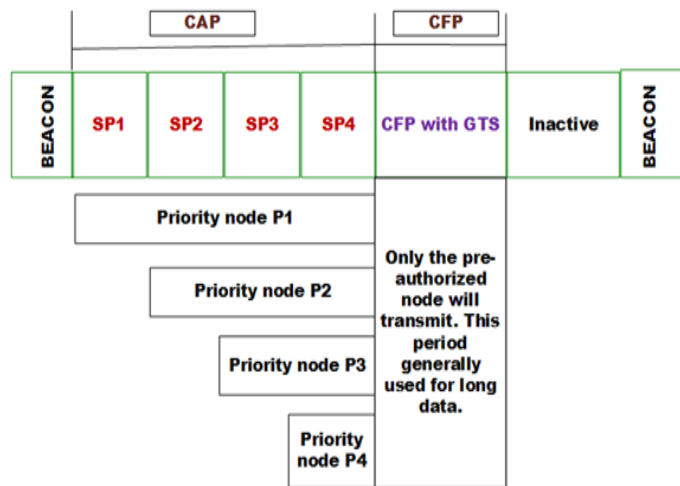 CAP
CFP
BEACON
SP1
SP2
SP3
SP4
CFP with GTS
Inactive
BEACON
Priority node P1
Priority node P2
Priority node P3
Priority
node P4
Only the pre-
authorized
node will
transmit. This
period
generally
used for long
data.